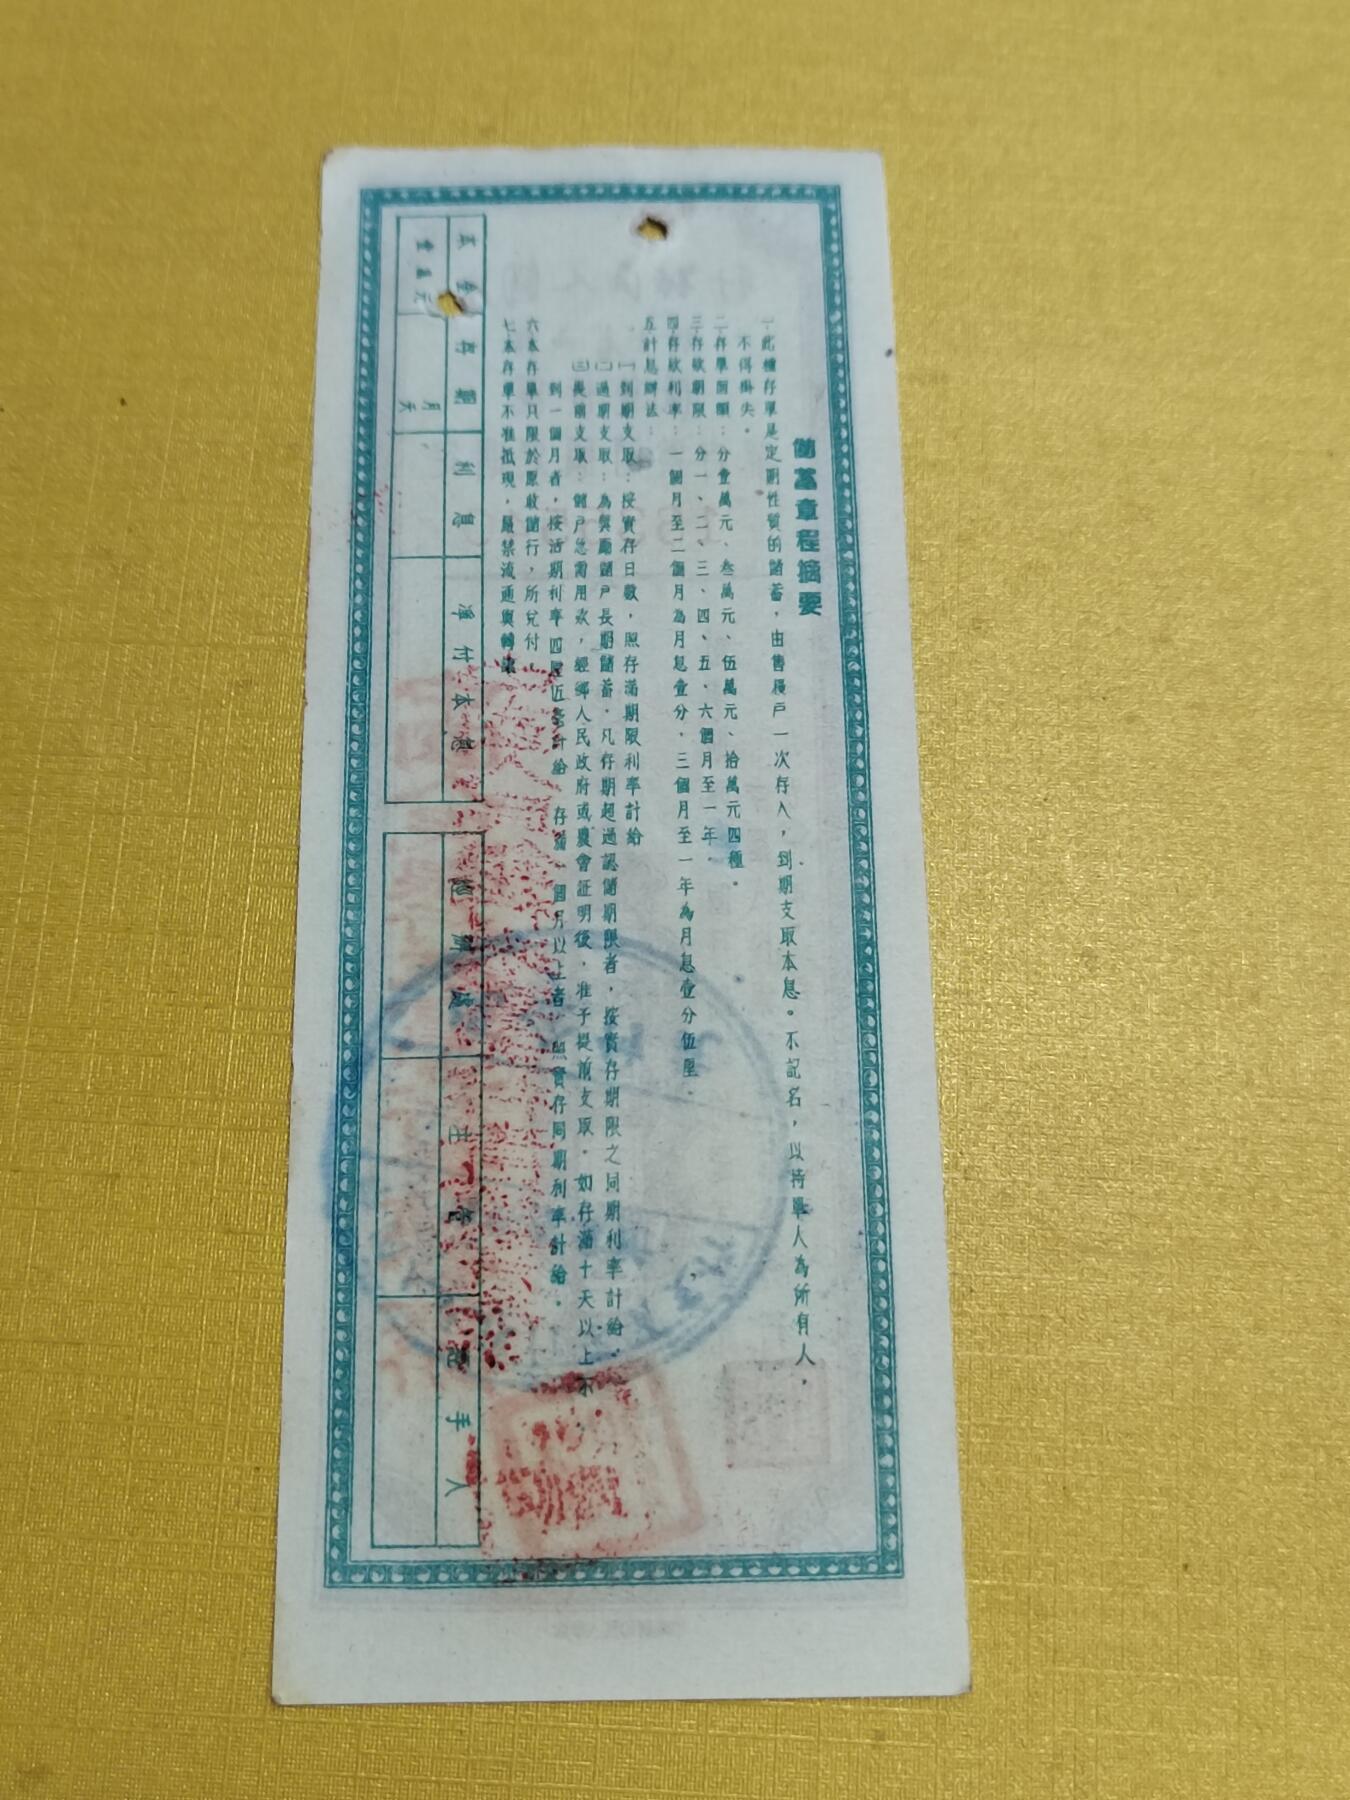 儲蓄章程摘要
一、此種存單是定期性質的儲蓄，由售與戶一次存入，到期支取本息。不記名，以持單人為所有人，
不得掛失。
二、存單面額：分壹萬元、叁萬元、伍萬元、拾萬元四種。
三、存欵期限：分一、二、三、四、五、六個月至一年。
四、存欵利率：一個月至二個月為月息壹分，三個月至一年為月息壹分伍厘。
五、計息辦法：
㈠到期支取：按實存日數，照存滿期限利率計給
㈡過期支取：為獎勵儲戶長期儲蓄，凡存期超過認儲期限者，按實存期限之同期利率計給。
㈢提前支取：儲戶急需用欵，經鄉人民政府或農會証明後，准予提前支取。如存滿十天以上不
到一個月者，按活期利率四厘伍毫計給 存滿一個月以上者，照實存同期利率計給。
六、本存單只限於原收儲行，所兌付，
七、本存單不准抵現，嚴禁流通與轉讓
本金 存期 利息 淨付本息
壹萬元 月 天
主管 經手人